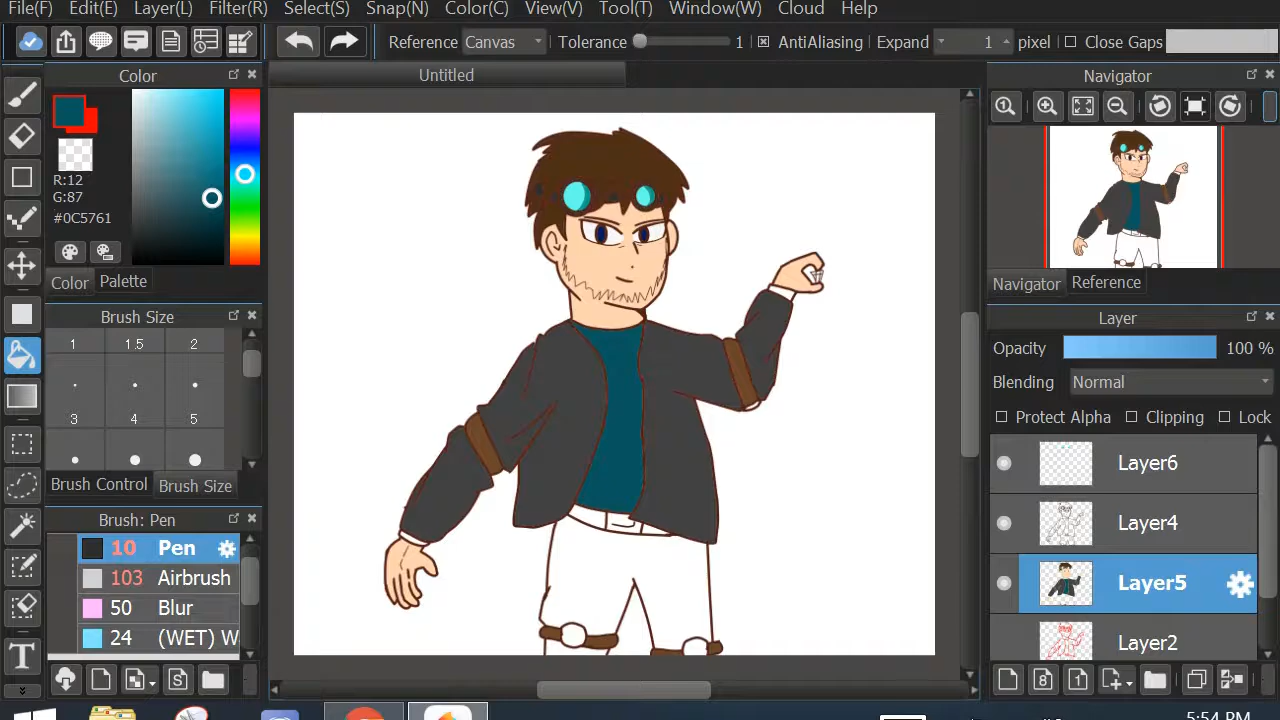 File(F) Edit(E) Layer(L) Filter(R) Select(S) Snap(N) Color(C) View(V) Tool(T) Window(W) Cloud Help
Reference Canvas Tolerance 1 AntiAliasing Expand 1 pixel Close Gaps
Color
Untitled
Navigator
R:12
G:87
#0C5761
Color Palette
Navigator Reference
Brush Size
Layer
1 1.5 2
Opacity 100 %
Blending Normal
3 4 5
Protect Alpha Clipping Lock
Layer6
Brush Control Brush Size
Brush: Pen
Layer4
10 Pen
103 Airbrush
Layer5
50 Blur
24 (WET) W
Layer2
T
S
8
1
5:54 PM